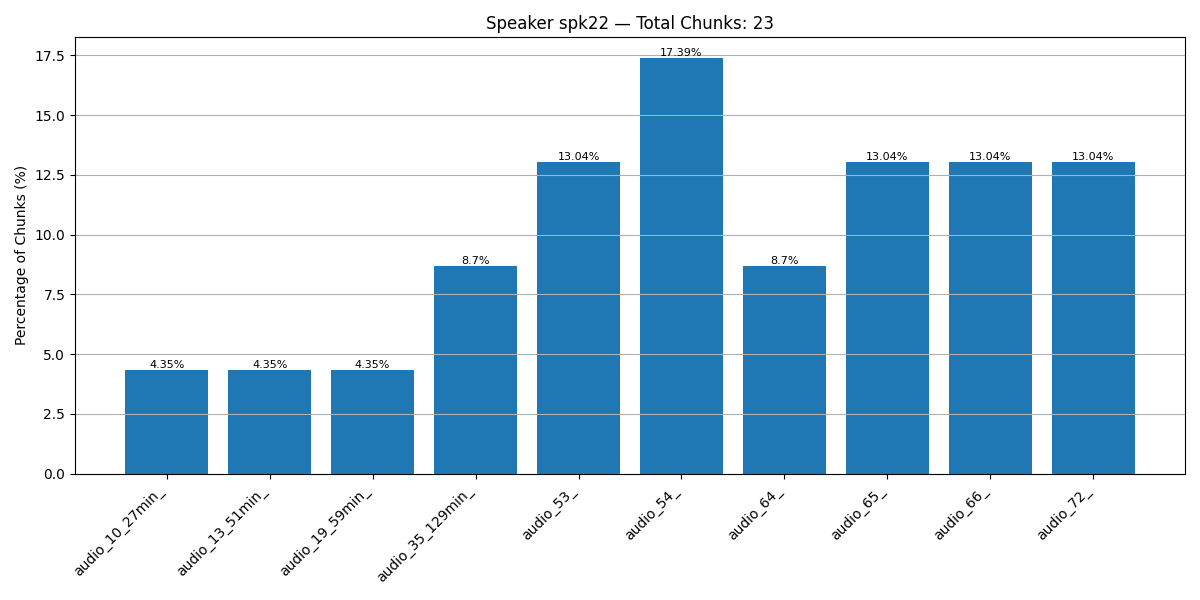 Speaker spk22 — Total Chunks: 23
Percentage of Chunks (%)
17.5
15.0
12.5
10.0
7.5
5.0
2.5
0.0
4.35%
4.35%
4.35%
8.7%
13.04%
17.39%
8.7%
13.04%
13.04%
13.04%
audio_10_27min_
audio_13_51min_
audio_19_59min_
audio_35_129min_
audio_53_
audio_54_
audio_64_
audio_65_
audio_66_
audio_72_